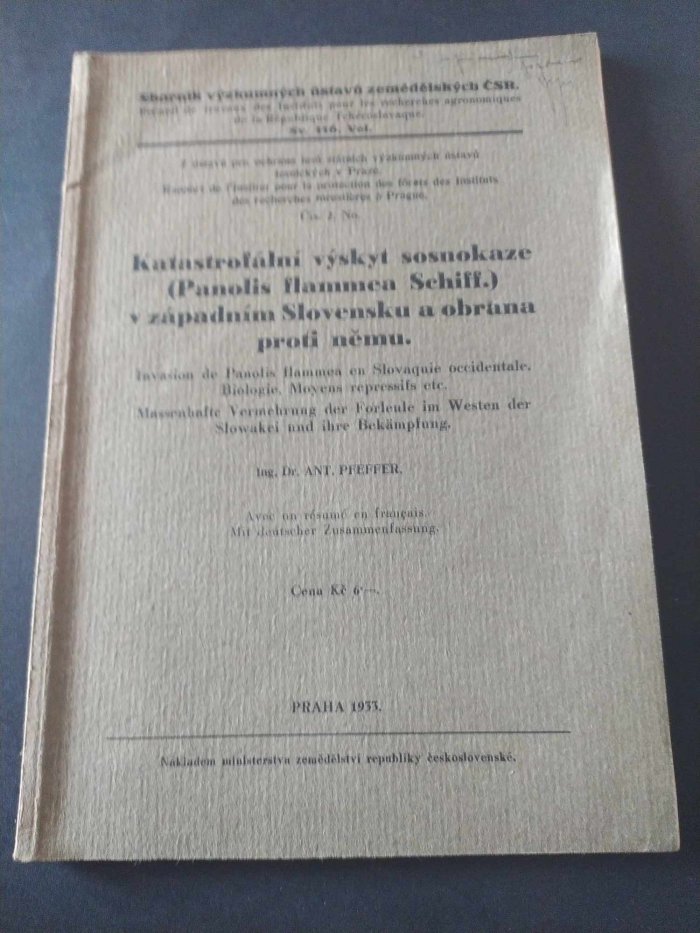 Sborník výzkumných ústavů zemědělských ČSR.
Recueil de travaux des Instituts pour les recherches agronomiques
de la République Tchécoslovaque.
Sv. 116. Vol.
Z ústavu pro ochranu lesů státních výzkumných ústavů
lesnických v Praze.
Rapport de l'Institut pour la protection des fôrets des Instituts
des recherches forestières à Prague.
Čís. 2. No.
Katastrofální výskyt sosnokaze
(Panolis flammea Schiff.)
v západním Slovensku a obrana
proti němu.
Invasion de Panolis flammea en Slovaquie occidentale.
Biologie, Moyens repressifs etc.
Massenhafte Vermehrung der Forleule im Westen der
Slowakei und ihre Bekämpfung.
Ing. Dr. ANT. PFEFFER.
Avec un résumé en français.
Mit deutscher Zusammenfassung.
Cena Kč 6·—.
PRAHA 1933.
Nákladem ministerstva zemědělství republiky československé.